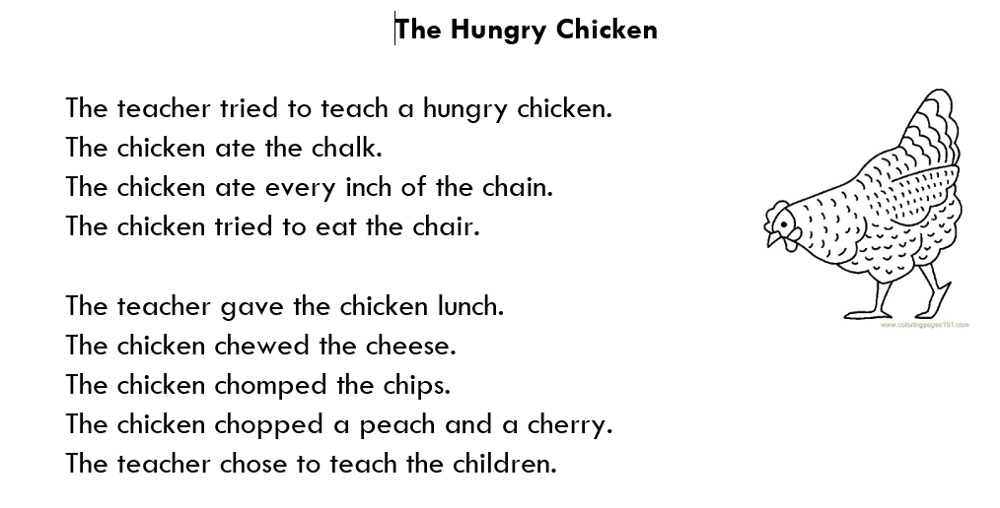 The Hungry Chicken
The teacher tried to teach a hungry chicken.
The chicken ate the chalk.
The chicken ate every inch of the chain.
The chicken tried to eat the chair.
The teacher gave the chicken lunch.
The chicken chewed the cheese.
The chicken chomped the chips.
The chicken chopped a peach and a cherry.
The teacher chose to teach the children.
www.coloringpages101.com